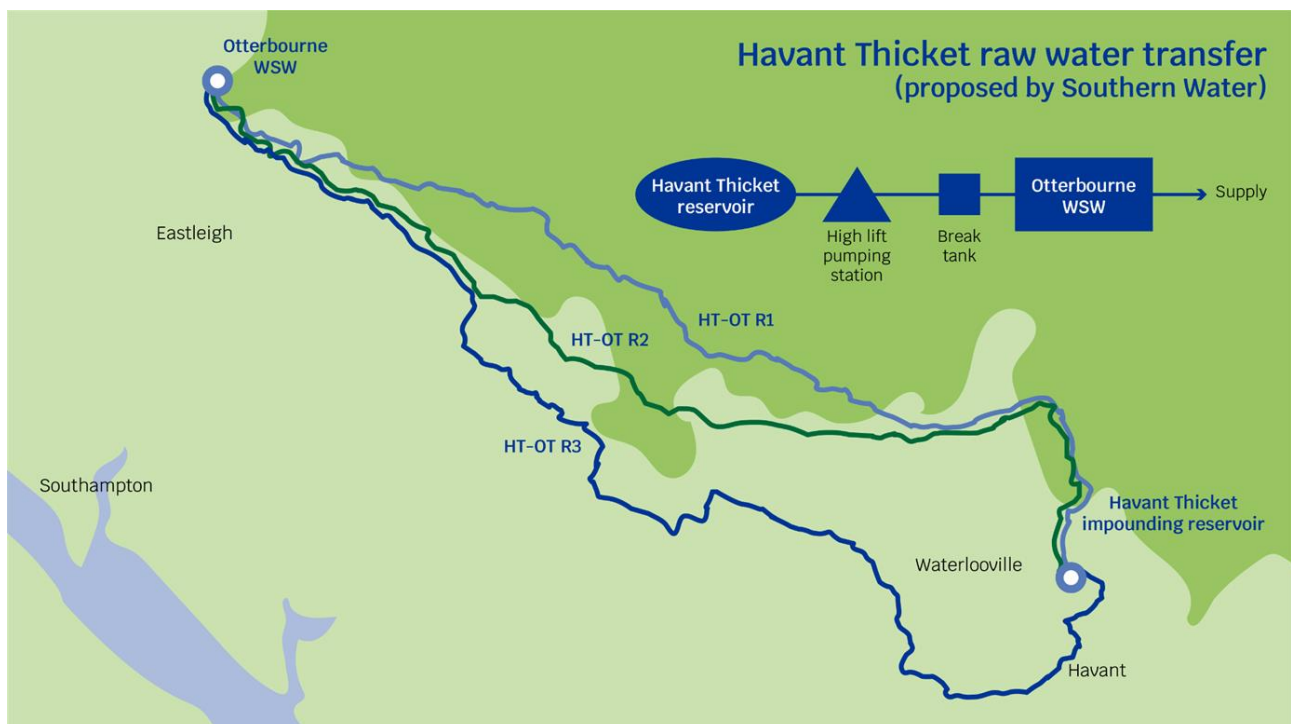 Otterbourne
WSW
Havant Thicket raw water transfer
(proposed by Southern Water)
Havant Thicket
reservoir
High lift
pumping
station
Break
tank
Otterbourne
WSW
Supply
Eastleigh
HT-OT R1
HT-OT R2
HT-OT R3
Southampton
Havant Thicket
impounding reservoir
Waterlooville
Havant